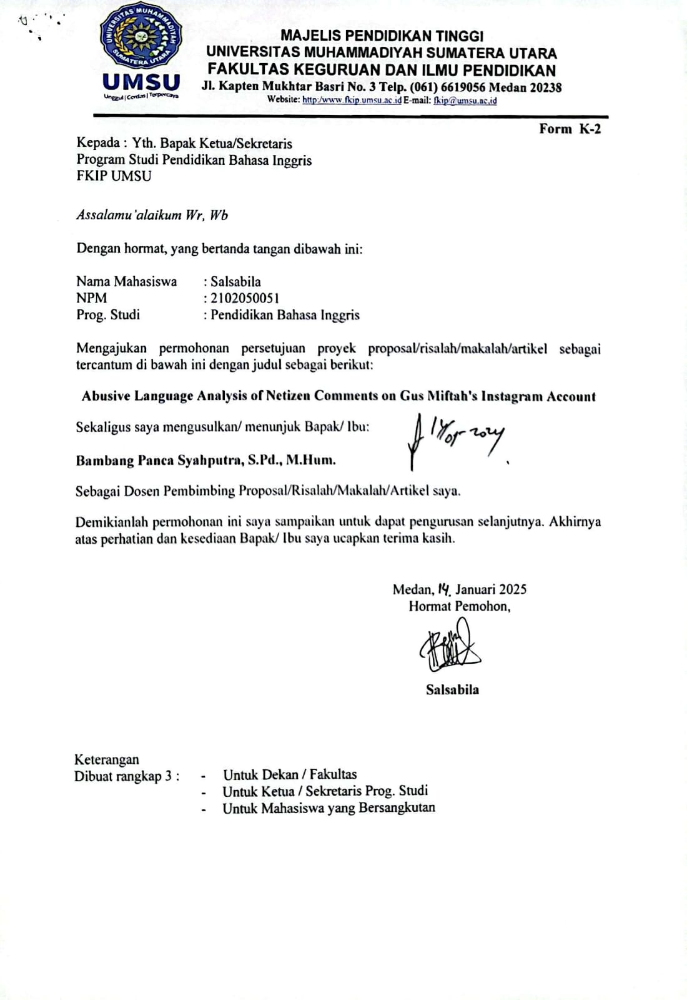 UNIVERSITAS MUHAMMADIYAH
SUMATERA UTARA
UMSU
Unggul | Cerdas | Terpercaya
MAJELIS PENDIDIKAN TINGGI
UNIVERSITAS MUHAMMADIYAH SUMATERA UTARA
FAKULTAS KEGURUAN DAN ILMU PENDIDIKAN
Jl. Kapten Mukhtar Basri No. 3 Telp. (061) 6619056 Medan 20238
Website: http:/www.fkip.umsu.ac.id E-mail: fkip@umsu.ac.id
Form K-2
Kepada : Yth. Bapak Ketua/Sekretaris
Program Studi Pendidikan Bahasa Inggris
FKIP UMSU
Assalamu'alaikum Wr, Wb
Dengan hormat, yang bertanda tangan dibawah ini:
Nama Mahasiswa : Salsabila
NPM : 2102050051
Prog. Studi : Pendidikan Bahasa Inggris
Mengajukan permohonan persetujuan proyek proposal/risalah/makalah/artikel sebagai
tercantum di bawah ini dengan judul sebagai berikut:
Abusive Language Analysis of Netizen Comments on Gus Miftah's Instagram Account
Sekaligus saya mengusulkan/ menunjuk Bapak/ Ibu:
Bambang Panca Syahputra, S.Pd., M.Hum.
Sebagai Dosen Pembimbing Proposal/Risalah/Makalah/Artikel saya.
Demikianlah permohonan ini saya sampaikan untuk dapat pengurusan selanjutnya. Akhirnya
atas perhatian dan kesediaan Bapak/ Ibu saya ucapkan terima kasih.
Medan, 14. Januari 2025
Hormat Pemohon,
Salsabila
Keterangan
Dibuat rangkap 3 : - Untuk Dekan / Fakultas
- Untuk Ketua / Sekretaris Prog. Studi
- Untuk Mahasiswa yang Bersangkutan